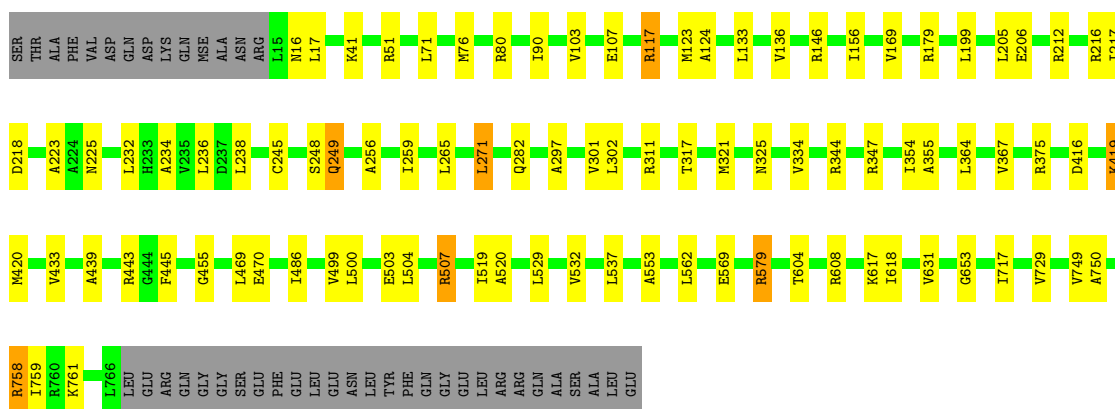 SER THR ALA PHE VAL ASP GLN ASP LYS GLN MSE ALA ASN ARG L15 N16 L17 K41 R51 L71 M76 R80 I90 V103 E107 R117 M123 A124 L133 V136 R146 I156 V169 R179 L199 L205 E206 R212 R216
D218 A223 A224 N225 L232 H233 A234 V235 L236 D237 L238 C245 S248 Q249 A256 I259 L265 L271 Q282 A297 V301 L302 R311 T317 M321 N325 V334 R344 R347 I354 A355 L364 V367 R375 D416 K419
M420 V433 A439 R443 G444 F445 G455 L469 E470 I486 V499 L500 E503 L504 R507 I519 A520 L529 V532 L537 A553 L562 E569 R579 T604 R608 K617 I618 V631 G653 I717 V729 V749 A750
R758 I759 R760 K761 L766 LEU GLU ARG GLN GLY GLY SER GLU PHE GLU LEU GLU ASN LEU TYR PHE GLN GLY GLU LEU ARG ARG GLN ALA SER ALA LEU GLU